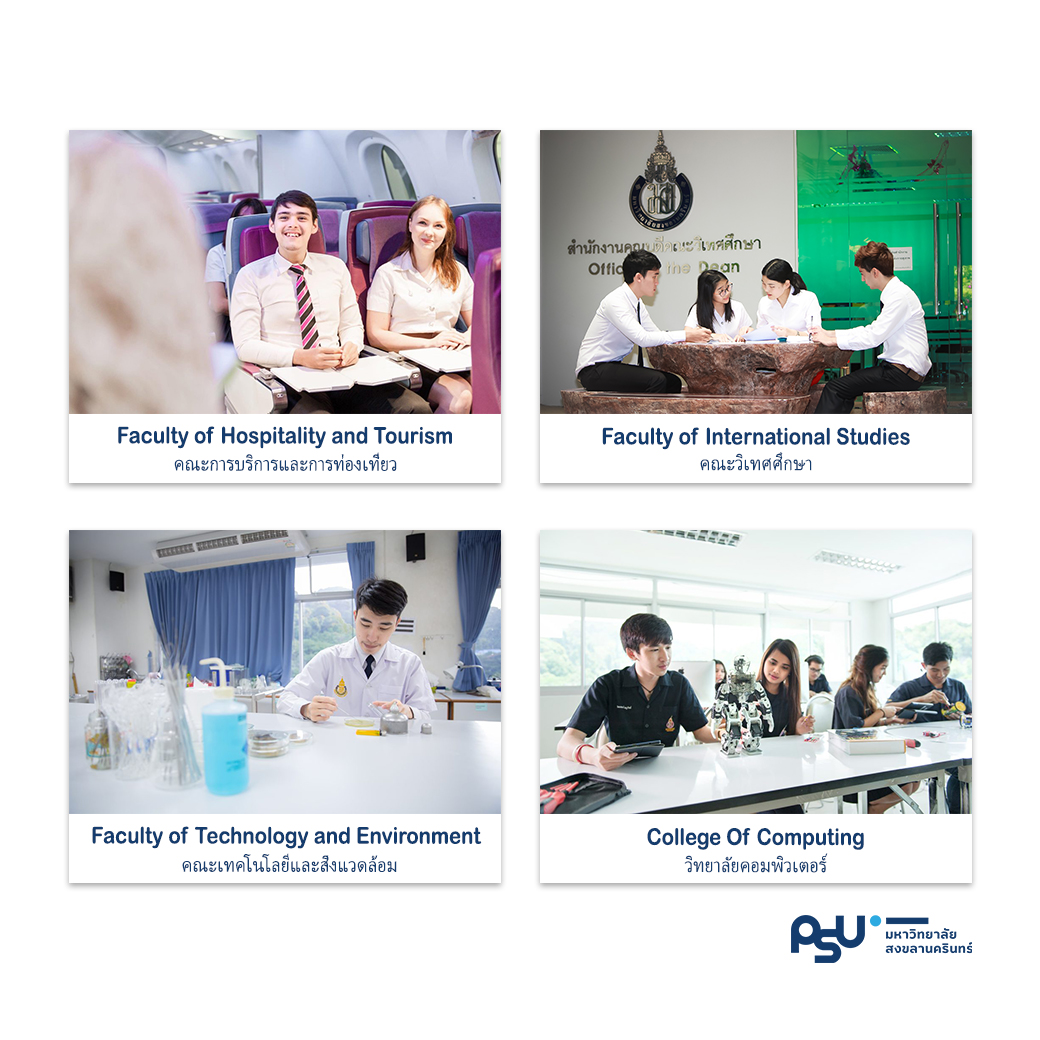 สำนักงานคณบดีคณะวิเทศศึกษา
Office the Dean
Faculty of Hospitality and Tourism
คณะการบริการและการท่องเที่ยว
Faculty of International Studies
คณะวิเทศศึกษา
Faculty of Technology and Environment
คณะเทคโนโลยีและสิ่งแวดล้อม
College Of Computing
วิทยาลัยคอมพิวเตอร์
PSU
มหาวิทยาลัย
สงขลานครินทร์